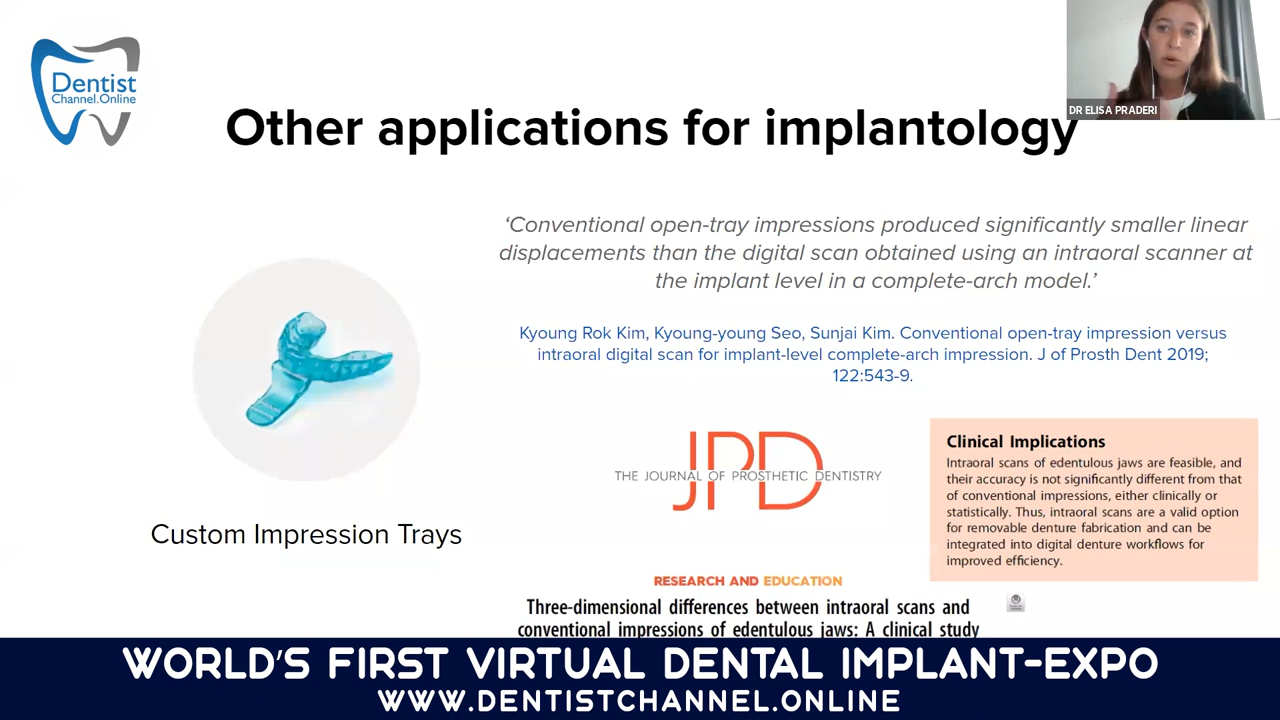 Dentist
Channel.Online
DR ELISA PRADERI
Other applications for implantology
‘Conventional open-tray impressions produced significantly smaller linear
displacements than the digital scan obtained using an intraoral scanner at
the implant level in a complete-arch model.’
Kyoung Rok Kim, Kyoung-young Seo, Sunjai Kim. Conventional open-tray impression versus
intraoral digital scan for implant-level complete-arch impression. J of Prosth Dent 2019;
122:543-9.
JPD
THE JOURNAL OF PROSTHETIC DENTISTRY
Clinical Implications
Intraoral scans of edentulous jaws are feasible, and
their accuracy is not significantly different from that
of conventional impressions, either clinically or
statistically. Thus, intraoral scans are a valid option
for removable denture fabrication and can be
integrated into digital denture workflows for
improved efficiency.
Custom Impression Trays
RESEARCH AND EDUCATION
Three-dimensional differences between intraoral scans and
conventional impressions of edentulous jaws: A clinical study
WORLD'S FIRST VIRTUAL DENTAL IMPLANT-EXPO
WWW.DENTISTCHANNEL.ONLINE